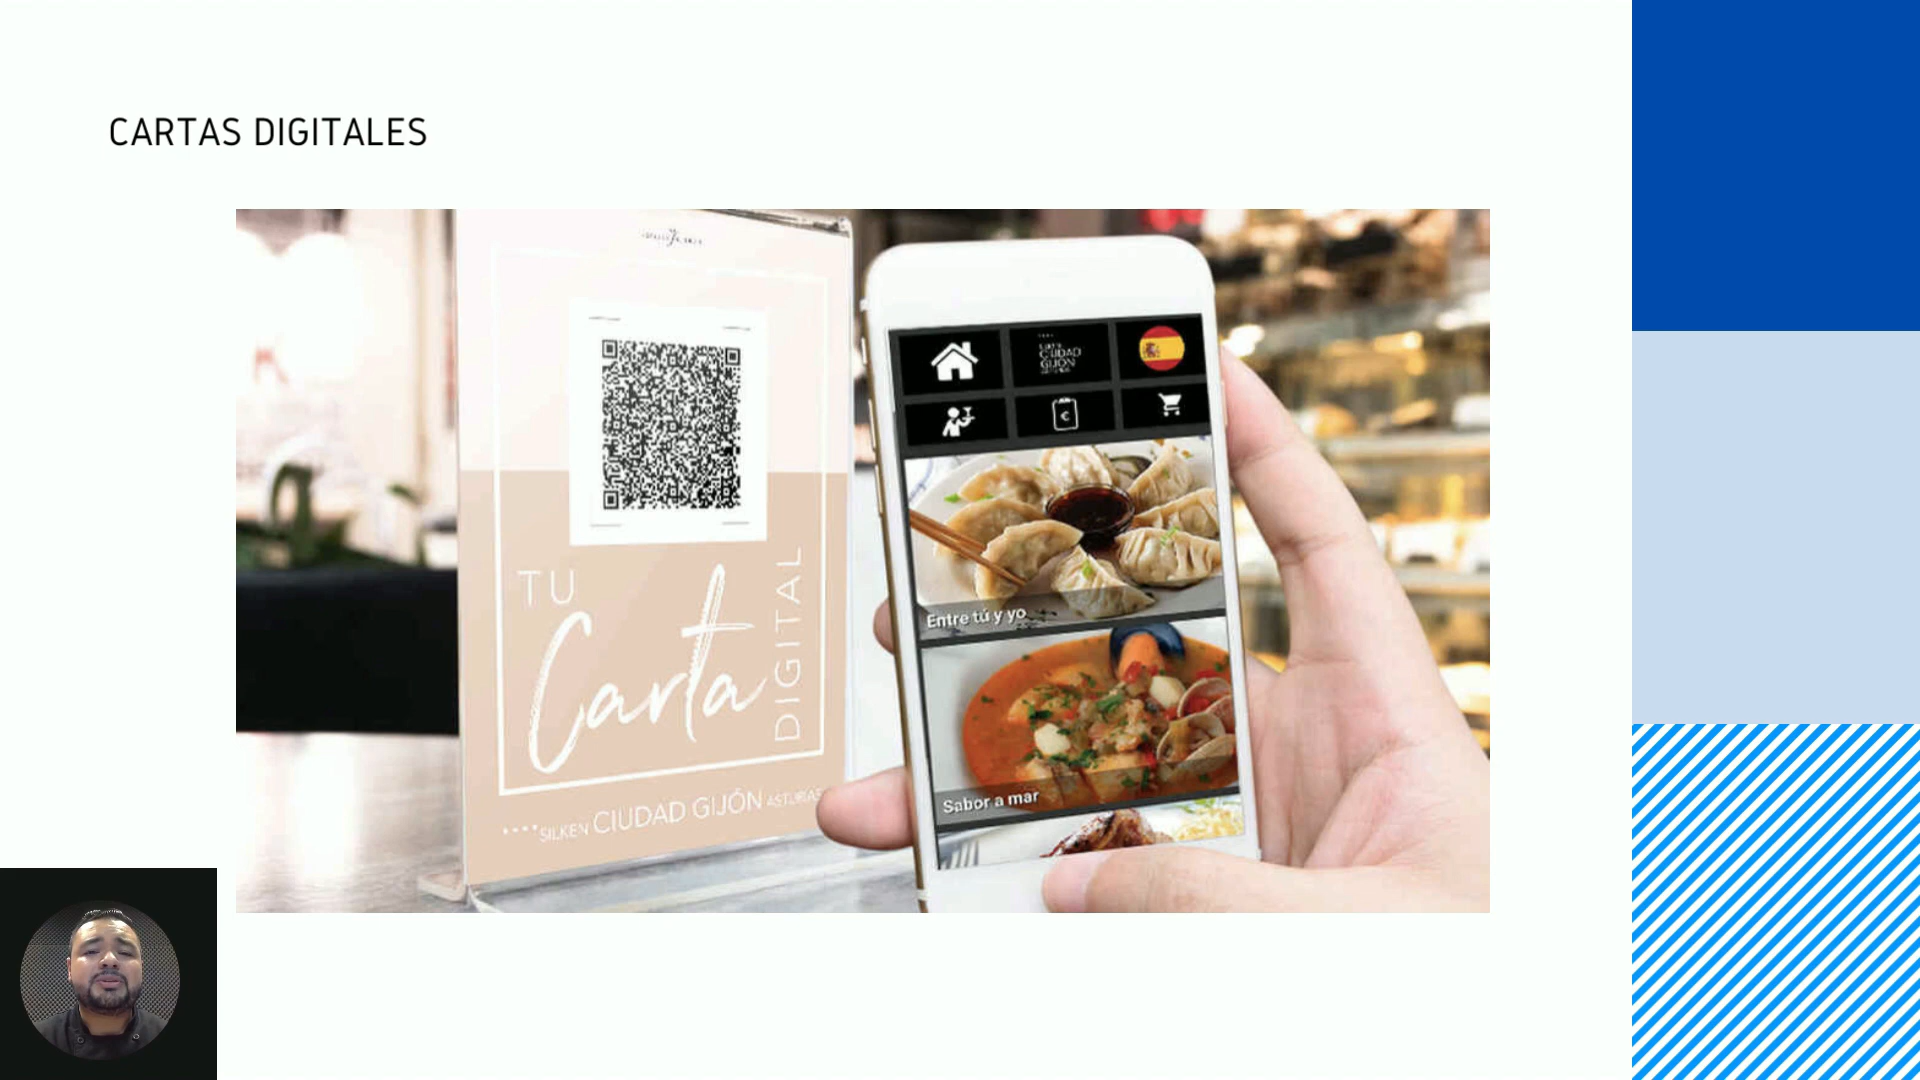 CARTAS DIGITALES
TU
Carta
DIGITAL
****SILKEN CIUDAD GIJÓN ASTURIAS
CIUDAD
GIJÓN
€
Entre tú y yo
Sabor a mar